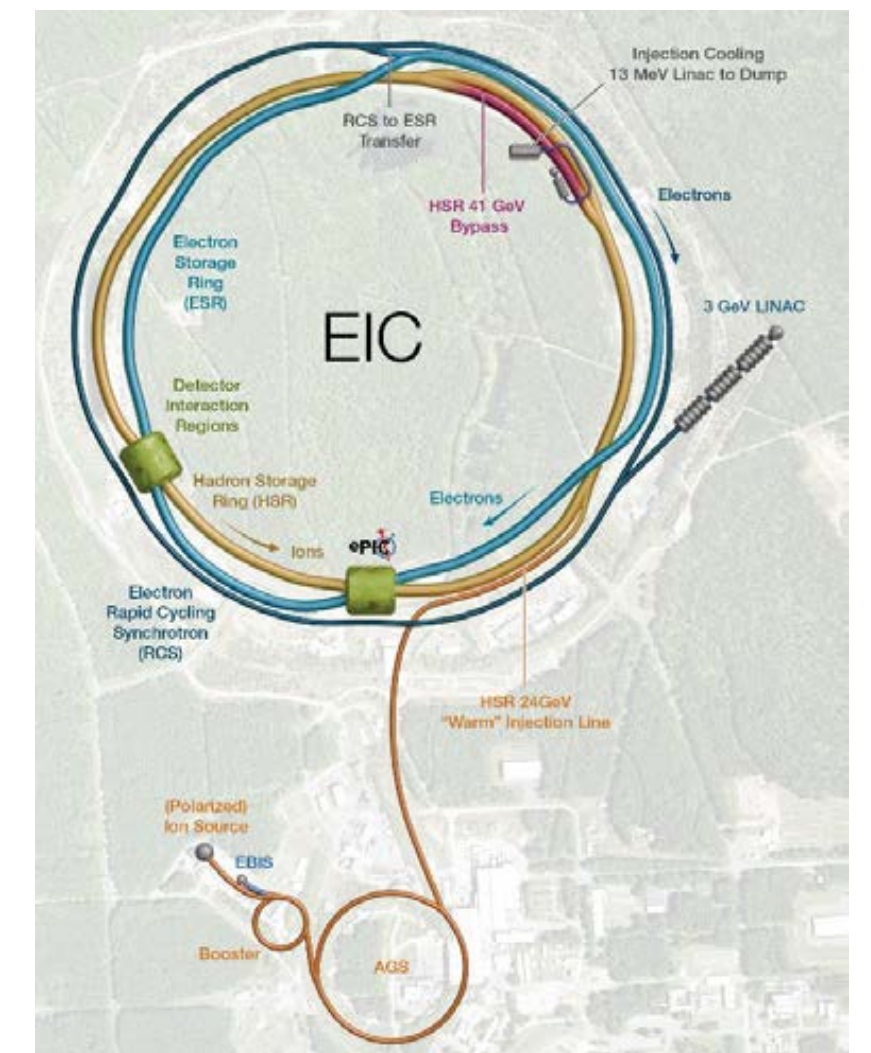 Injection Cooling
13 MeV Linac to Dump
RCS to ESR
Transfer
HSR 41 GeV
Bypass
Electrons
Electron
Storage
Ring
(ESR)
3 GeV LINAC
EIC
Detector
Interaction
Regions
Hadron Storage
Ring (HSR)
Electrons
Ions
ePIC
Electron
Rapid Cycling
Synchrotron
(RCS)
HSR 24GeV
"Warm" Injection Line
(Polarized)
Ion Source
EBIS
Booster
AGS